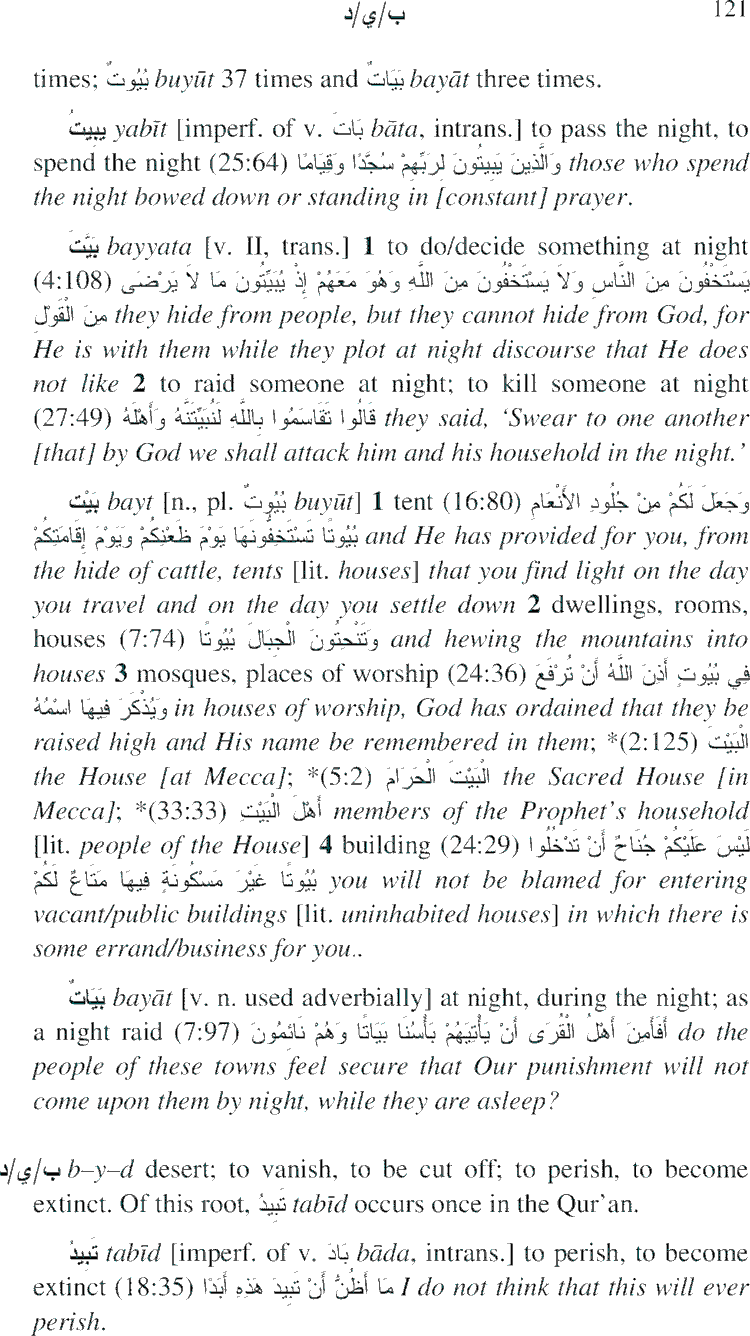 ب/ي/د 121
times; بُيُوتٌ buyūt 37 times and بَيَاتٌ bayāt three times.
يبِيتُ yabīt [imperf. of v. بَاتَ bāta, intrans.] to pass the night, to
spend the night (25:64) وَالَّذِينَ يَبِيتُونَ لِرَبِّهِمْ سُجَّدًا وَقِيَامًا those who spend
the night bowed down or standing in [constant] prayer.
بَيَّتَ bayyata [v. II, trans.] 1 to do/decide something at night
(4:108) يَسْتَخْفُونَ مِنَ النَّاسِ وَلاَ يَسْتَخْفُونَ مِنَ اللَّهِ وَهُوَ مَعَهُمْ إِذْ يُبَيِّتُونَ مَا لاَ يَرْضَى
مِنَ الْقَوْلِ they hide from people, but they cannot hide from God, for
He is with them while they plot at night discourse that He does
not like 2 to raid someone at night; to kill someone at night
(27:49) قَالُوا تَقَاسَمُوا بِاللَّهِ لَنُبَيِّتَنَّهُ وَأَهْلَهُ they said, ‘Swear to one another
[that] by God we shall attack him and his household in the night.’
بَيْت bayt [n., pl. بُيُوتٌ buyūt] 1 tent (16:80) وَجَعَلَ لَكُمْ مِنْ جُلُودِ الأَنْعَامِ
بُيُوتًا تَسْتَخِفُّونَهَا يَوْمَ ظَعْنِكُمْ وَيَوْمَ إِقَامَتِكُمْ and He has provided for you, from
the hide of cattle, tents [lit. houses] that you find light on the day
you travel and on the day you settle down 2 dwellings, rooms,
houses (7:74) وَتَنْحِتُونَ الْجِبَالَ بُيُوتًا and hewing the mountains into
houses 3 mosques, places of worship (24:36) فِي بُيُوتٍ أَذِنَ اللَّهُ أَنْ تُرْفَعَ
وَيُذْكَرَ فِيهَا اسْمُهُ in houses of worship, God has ordained that they be
raised high and His name be remembered in them; *(2:125) الْبَيْتَ
the House [at Mecca]; *(5:2) الْبَيْتَ الْحَرَامَ the Sacred House [in
Mecca]; *(33:33) أَهْلَ الْبَيْتِ members of the Prophet’s household
[lit. people of the House] 4 building (24:29) لَيْسَ عَلَيْكُمْ جُنَاحٌ أَنْ تَدْخُلُوا
بُيُوتًا غَيْرَ مَسْكُونَةٍ فِيهَا مَتَاعٌ لَكُمْ you will not be blamed for entering
vacant/public buildings [lit. uninhabited houses] in which there is
some errand/business for you..
بَيَاتٌ bayāt [v. n. used adverbially] at night, during the night; as
a night raid (7:97) أَفَأَمِنَ أَهْلُ الْقُرَى أَنْ يَأْتِيَهُمْ بَأْسُنَا بَيَاتًا وَهُمْ نَائِمُونَ do the
people of these towns feel secure that Our punishment will not
come upon them by night, while they are asleep?
ب/ي/د b–y–d desert; to vanish, to be cut off; to perish, to become
extinct. Of this root, تَبِيدُ tabīd occurs once in the Qur’an.
تَبِيدُ tabīd [imperf. of v. بَادَ bāda, intrans.] to perish, to become
extinct (18:35) مَا أَظُنُّ أَنْ تَبِيدَ هَذِهِ أَبَدًا I do not think that this will ever
perish.